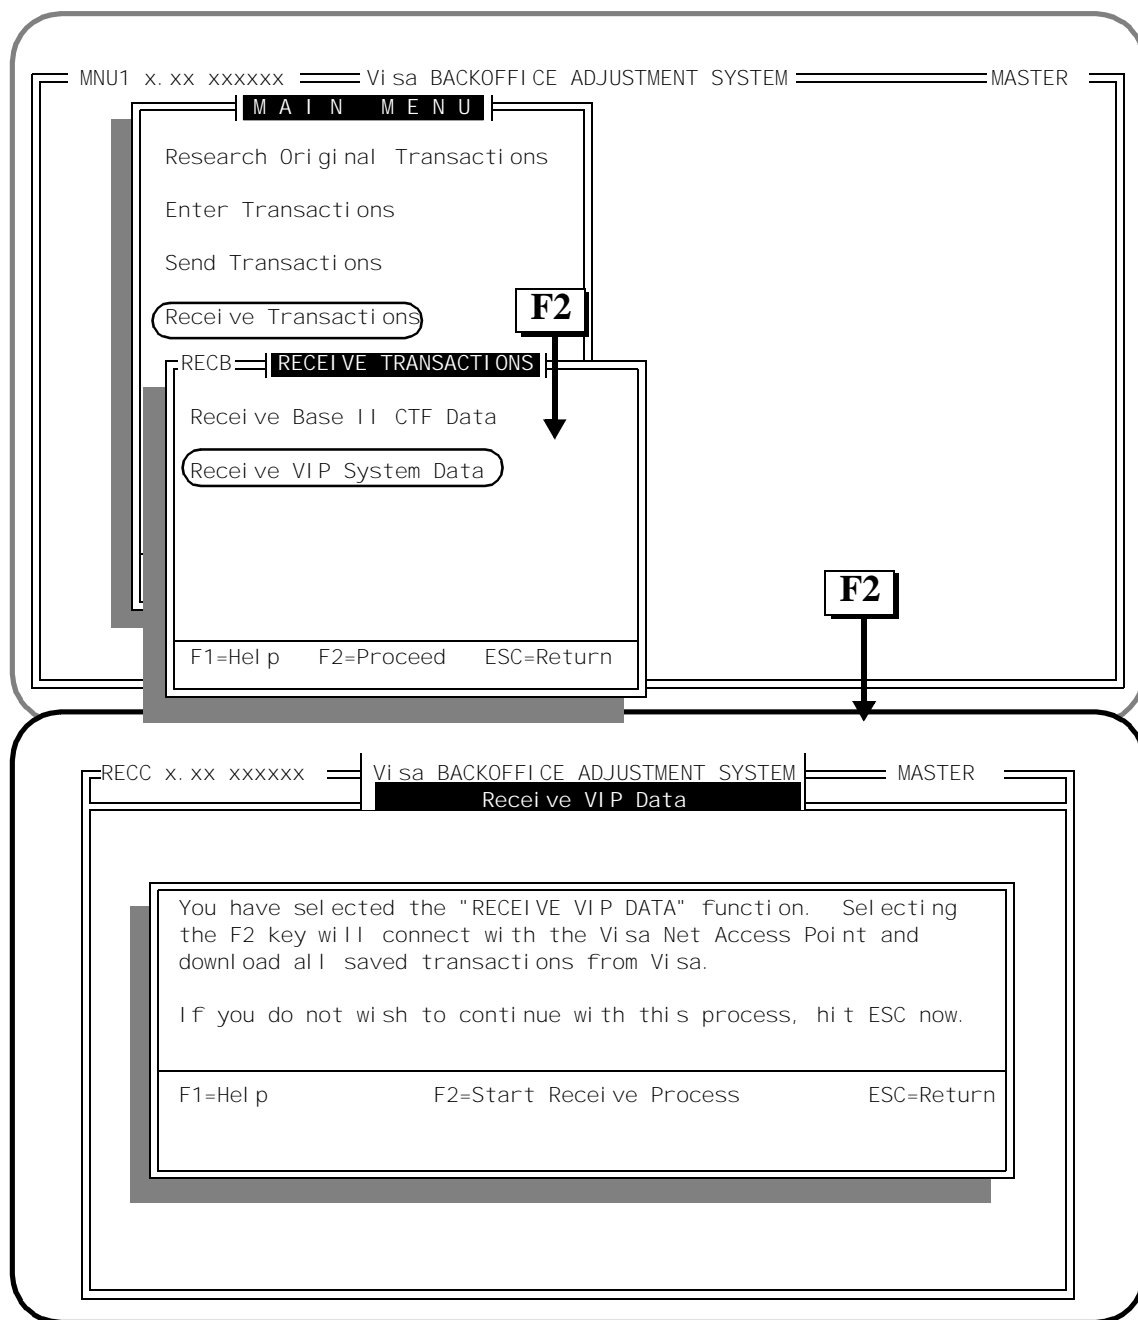 MNU1 x.xx xxxxxx Visa BACKOFFICE ADJUSTMENT SYSTEM MASTER
MAIN MENU
Research Original Transactions
Enter Transactions
Send Transactions
Receive Transactions
F2
RECB RECEIVE TRANSACTIONS
Receive Base II CTF Data
Receive VIP System Data
F2
F1=Help F2=Proceed ESC=Return
RECC x.xx xxxxxx Visa BACKOFFICE ADJUSTMENT SYSTEM MASTER
Receive VIP Data
You have selected the "RECEIVE VIP DATA" function. Selecting
the F2 key will connect with the Visa Net Access Point and
download all saved transactions from Visa.
If you do not wish to continue with this process, hit ESC now.
F1=Help F2=Start Receive Process ESC=Return